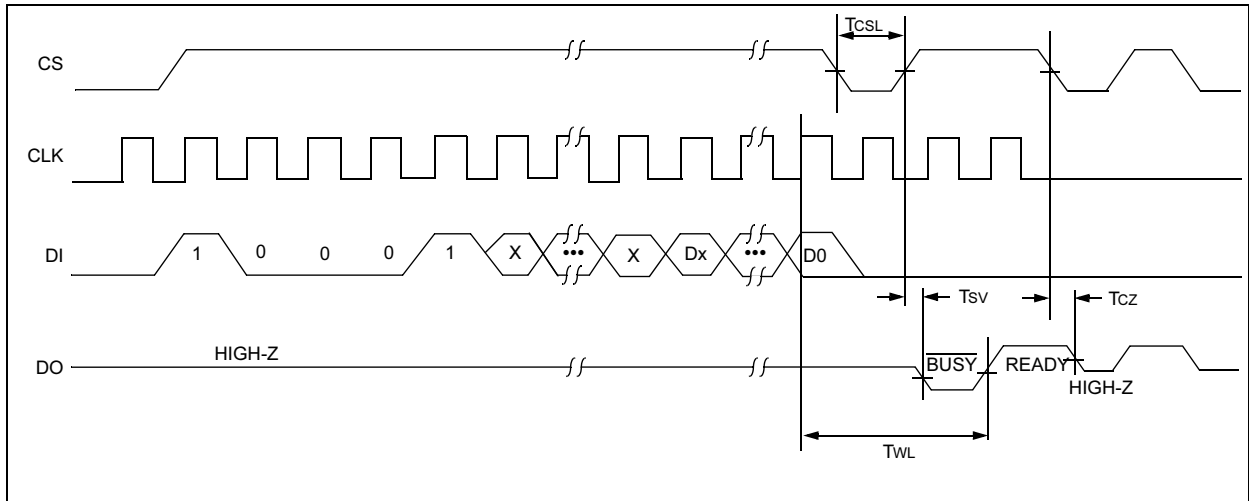 TCSL
CS
CLK
DI
1 0 0 0 1 X ••• X Dx ••• D0
TSV
TCZ
HIGH-Z
DO
BUSY
READY
HIGH-Z
TWL